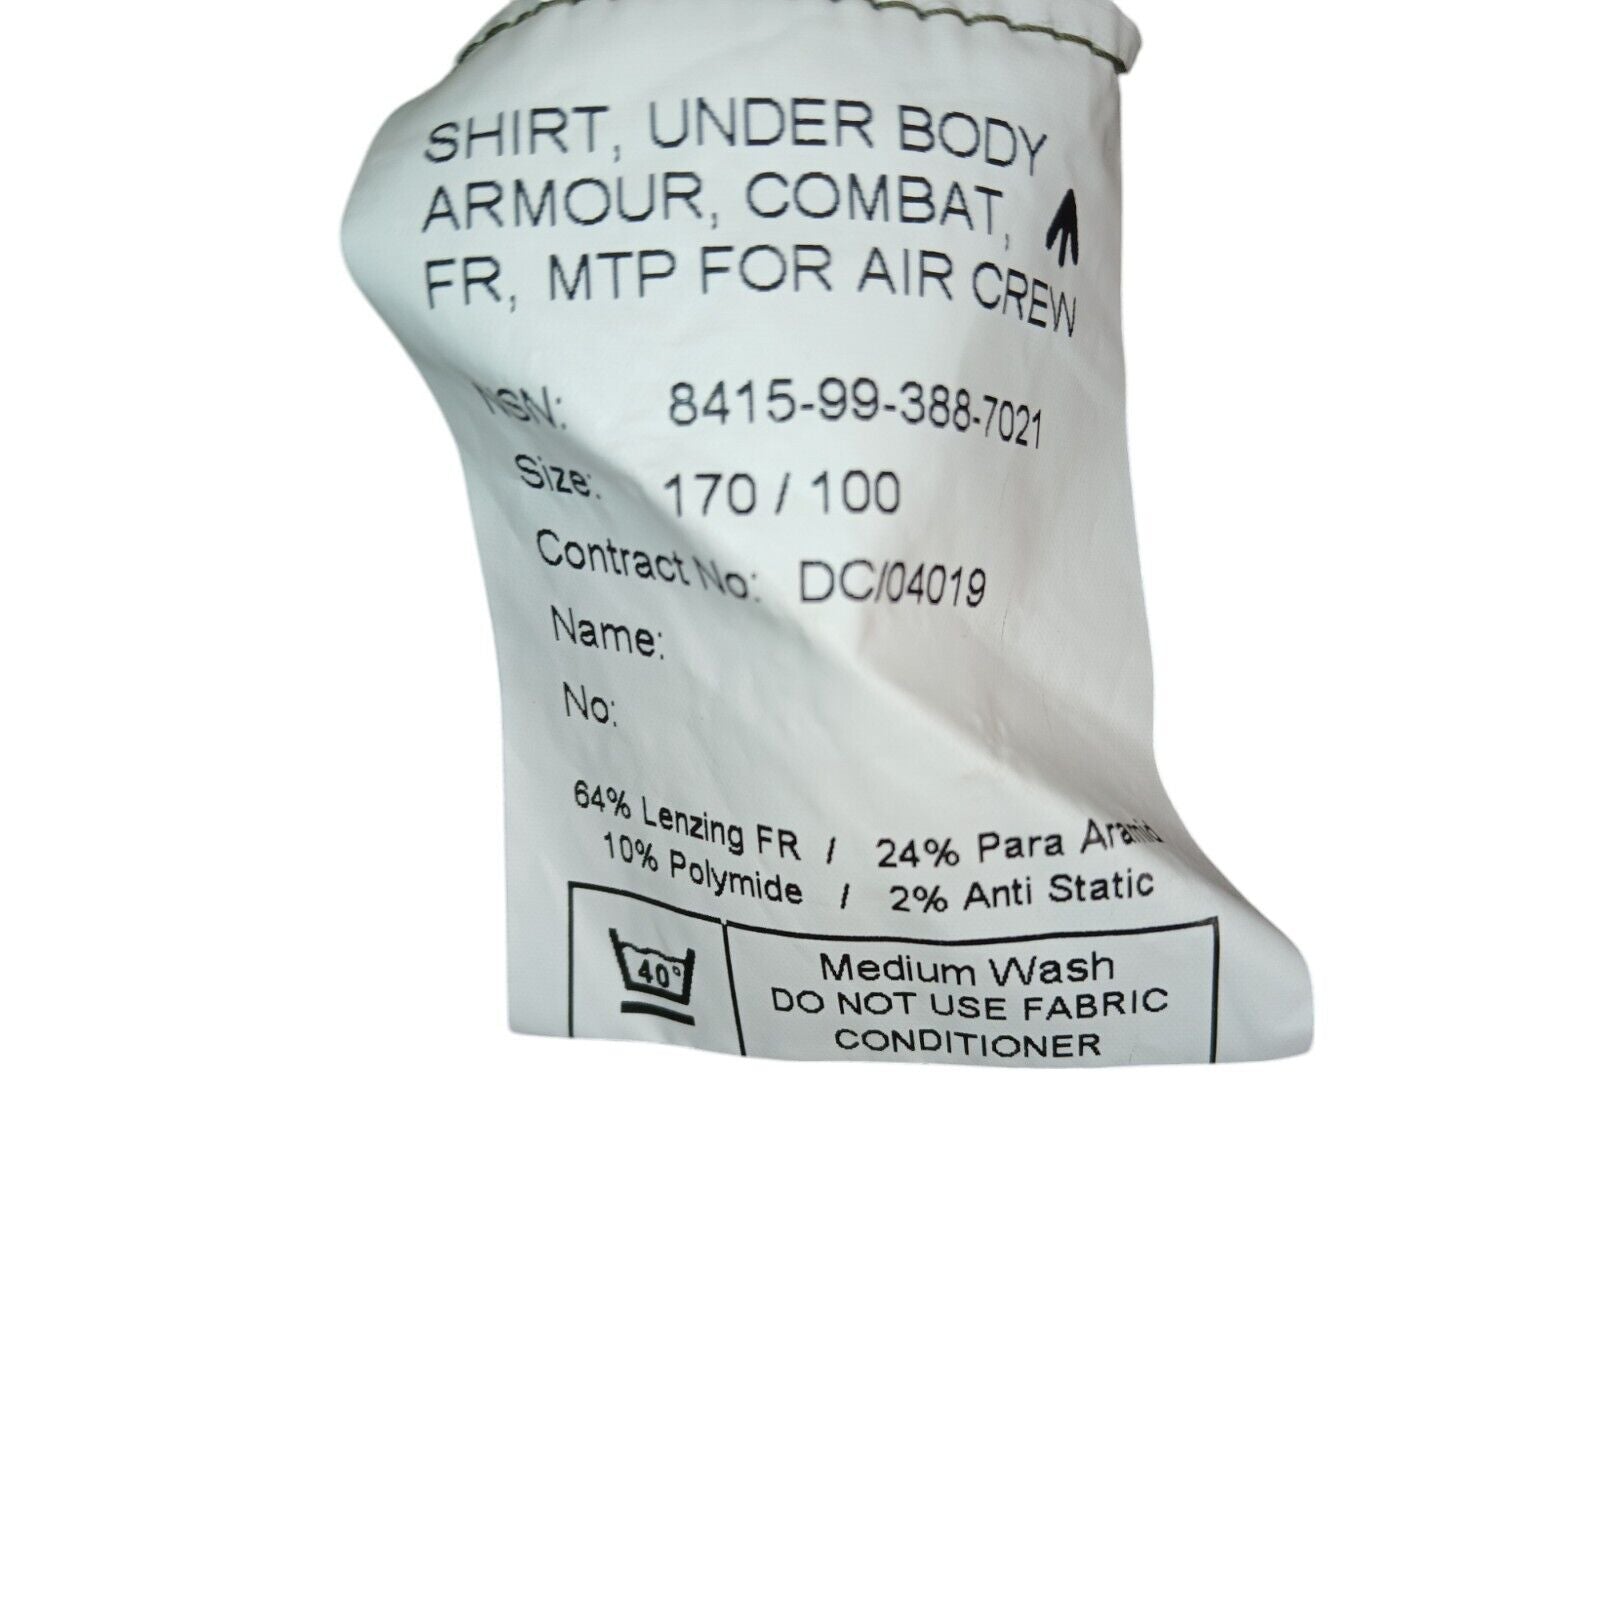 SHIRT, UNDER BODY
ARMOUR, COMBAT,
FR, MTP FOR AIR CREW
NSN: 8415-99-388-7021
Size: 170 / 100
Contract No: DC/04019
Name:
No:
64% Lenzing FR / 24% Para Aramid
10% Polymide / 2% Anti Static
40°
Medium Wash
DO NOT USE FABRIC
CONDITIONER